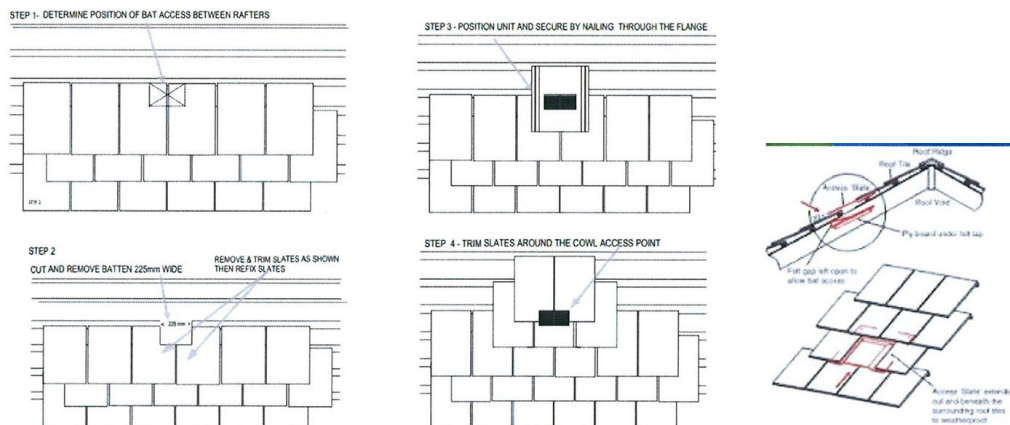 STEP 1- DETERMINE POSITION OF BAT ACCESS BETWEEN RAFTERS
STEP 2
CUT AND REMOVE BATTEN 225mm WIDE
REMOVE & TRIM SLATES AS SHOWN
THEN REFIX SLATES
225 mm
STEP 3 - POSITION UNIT AND SECURE BY NAILING THROUGH THE FLANGE
STEP 4 - TRIM SLATES AROUND THE COWL ACCESS POINT
Roof Ridge
Roof Tile
Access 'Slate'
Roof Void
Ply board under felt lap
Felt gap left open to
allow bat access
Access 'Slate' extends
out and beneath the
surrounding roof tiles
to weatherproof